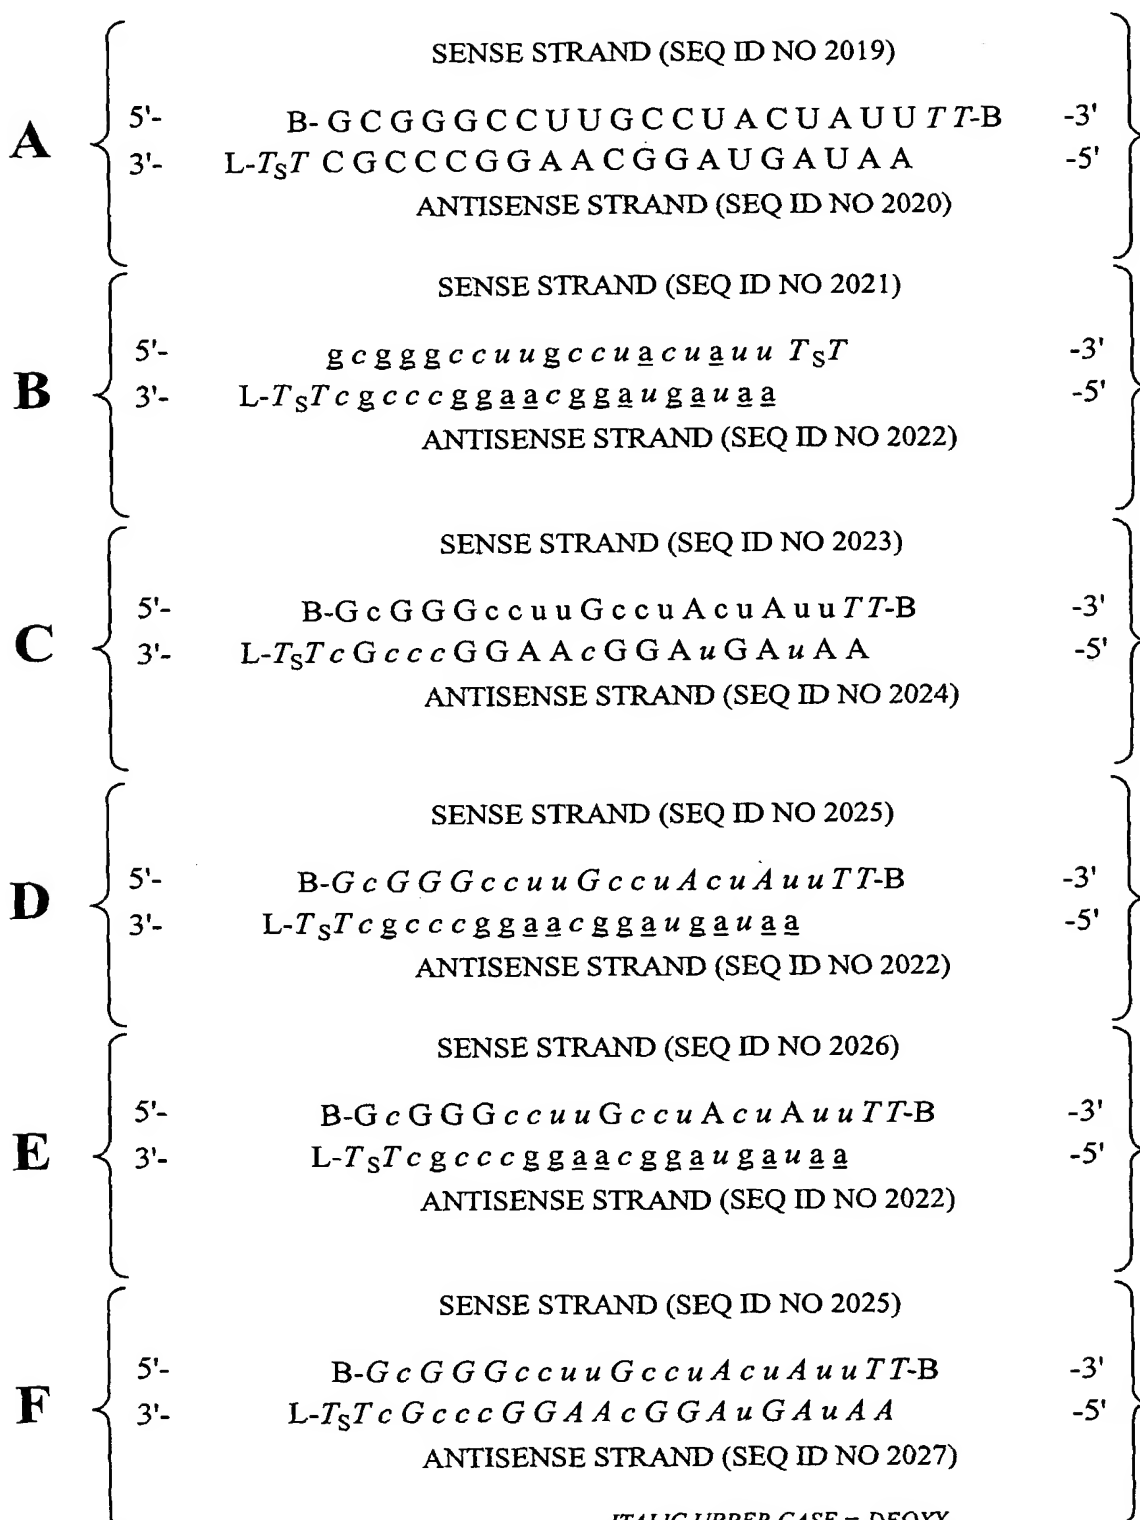 SENSE STRAND (SEQ ID NO 2019)
A
5'- B- G C G G G C C U U G C C U A C U A U U T T-B -3'
3'- L-TST C G C C C G G A A C G G A U G A U A A -5'
ANTISENSE STRAND (SEQ ID NO 2020)
SENSE STRAND (SEQ ID NO 2021)
B
5'- g c g g g c c u u g c c u a c u a u u TST -3'
3'- L-TST c g c c c g g a a c g g a u g a u a a -5'
ANTISENSE STRAND (SEQ ID NO 2022)
SENSE STRAND (SEQ ID NO 2023)
C
5'- B-G c G G G c c u u G c c u A c u A u u T T-B -3'
3'- L-TST c G c c c G G A A c G G A u G A u A A -5'
ANTISENSE STRAND (SEQ ID NO 2024)
SENSE STRAND (SEQ ID NO 2025)
D
5'- B-G c G G G c c u u G c c u A c u A u u T T-B -3'
3'- L-TST c g c c c g g a a c g g a u g a u a a -5'
ANTISENSE STRAND (SEQ ID NO 2022)
SENSE STRAND (SEQ ID NO 2026)
E
5'- B-G c G G G c c u u G c c u A c u A u u T T-B -3'
3'- L-TST c g c c c g g a a c g g a u g a u a a -5'
ANTISENSE STRAND (SEQ ID NO 2022)
SENSE STRAND (SEQ ID NO 2025)
F
5'- B-G c G G G c c u u G c c u A c u A u u T T-B -3'
3'- L-TST c G c c c G G A A c G G A u G A u A A -5'
ANTISENSE STRAND (SEQ ID NO 2027)
ITALIC UPPER CASE = DEOXY